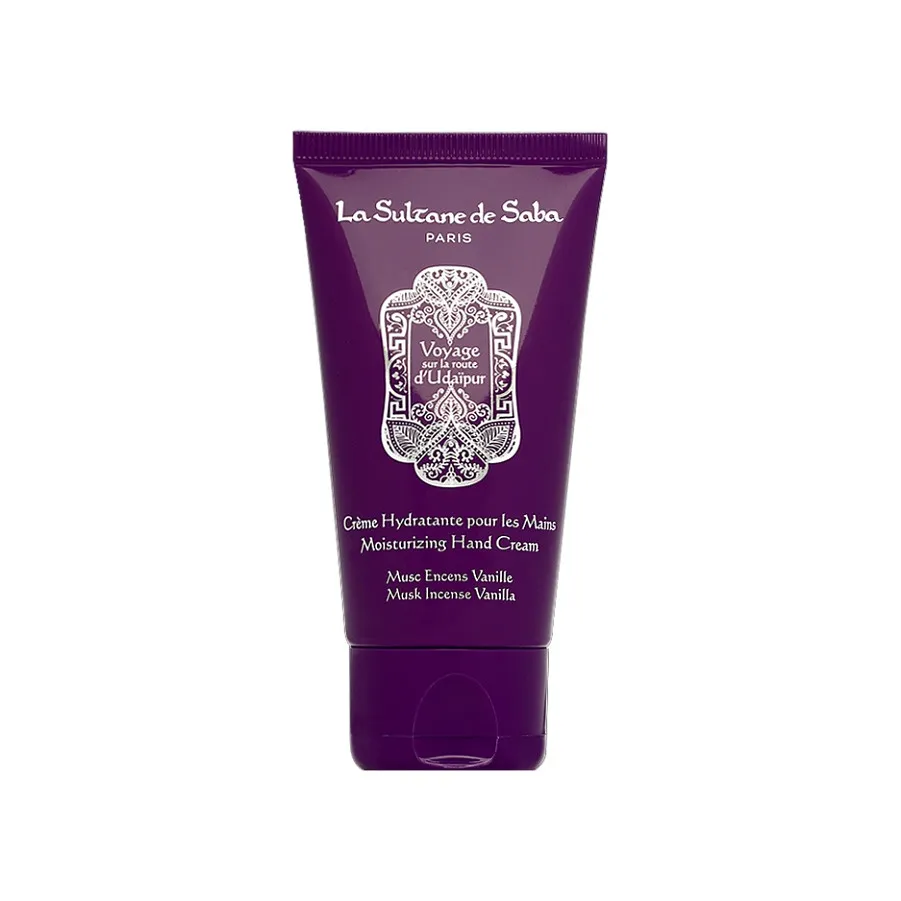 La Sultane de Saba
PARIS
Voyage
sur la route
d'Udaïpur
Crème Hydratante pour les Mains
Moisturizing Hand Cream
Musc Encens Vanille
Musk Incense Vanilla